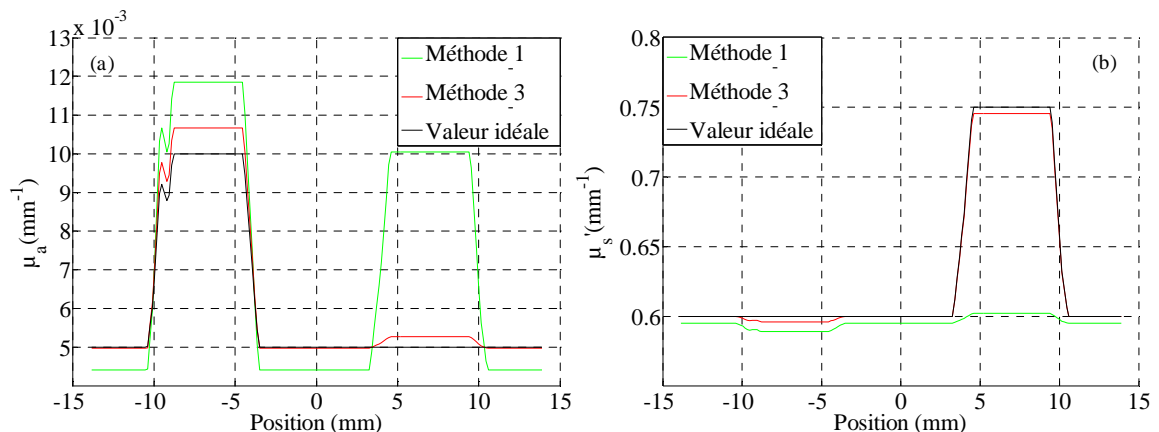 x 10⁻³
13
12
11
10
9
8
7
6
5
μₐ(mm⁻¹)
(a)
Méthode_1
Méthode_3
Valeur idéale
-15 -10 -5 0 5 10 15
Position (mm)
0.8
0.75
0.7
0.65
0.6
μₛ'(mm⁻¹)
Méthode_1
Méthode_3
Valeur idéale
(b)
-15 -10 -5 0 5 10 15
Position (mm)